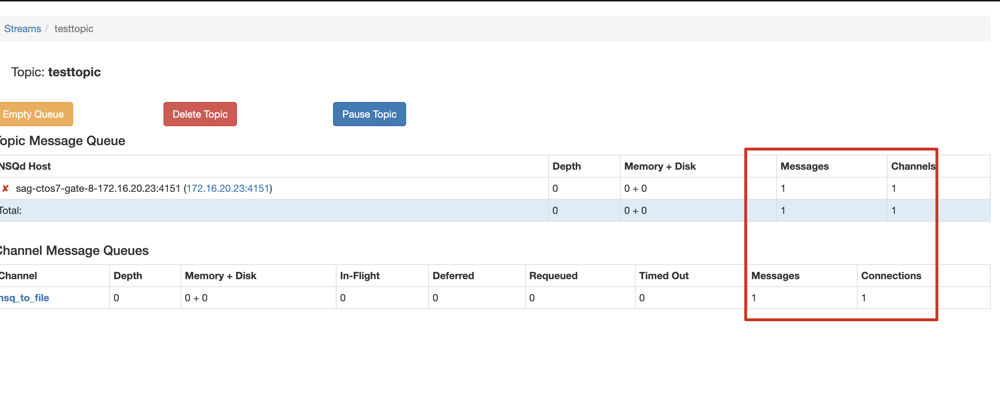 Streams / testtopic
Topic: testtopic
Empty Queue Delete Topic Pause Topic
opic Message Queue
NSQd Host Depth Memory + Disk Messages Channels
✘ sag-ctos7-gate-8-172.16.20.23:4151 (172.16.20.23:4151) 0 0 + 0 1 1
Total: 0 0 + 0 1 1
Channel Message Queues
Channel Depth Memory + Disk In-Flight Deferred Requeued Timed Out Messages Connections
nsq_to_file 0 0 + 0 0 0 0 0 1 1